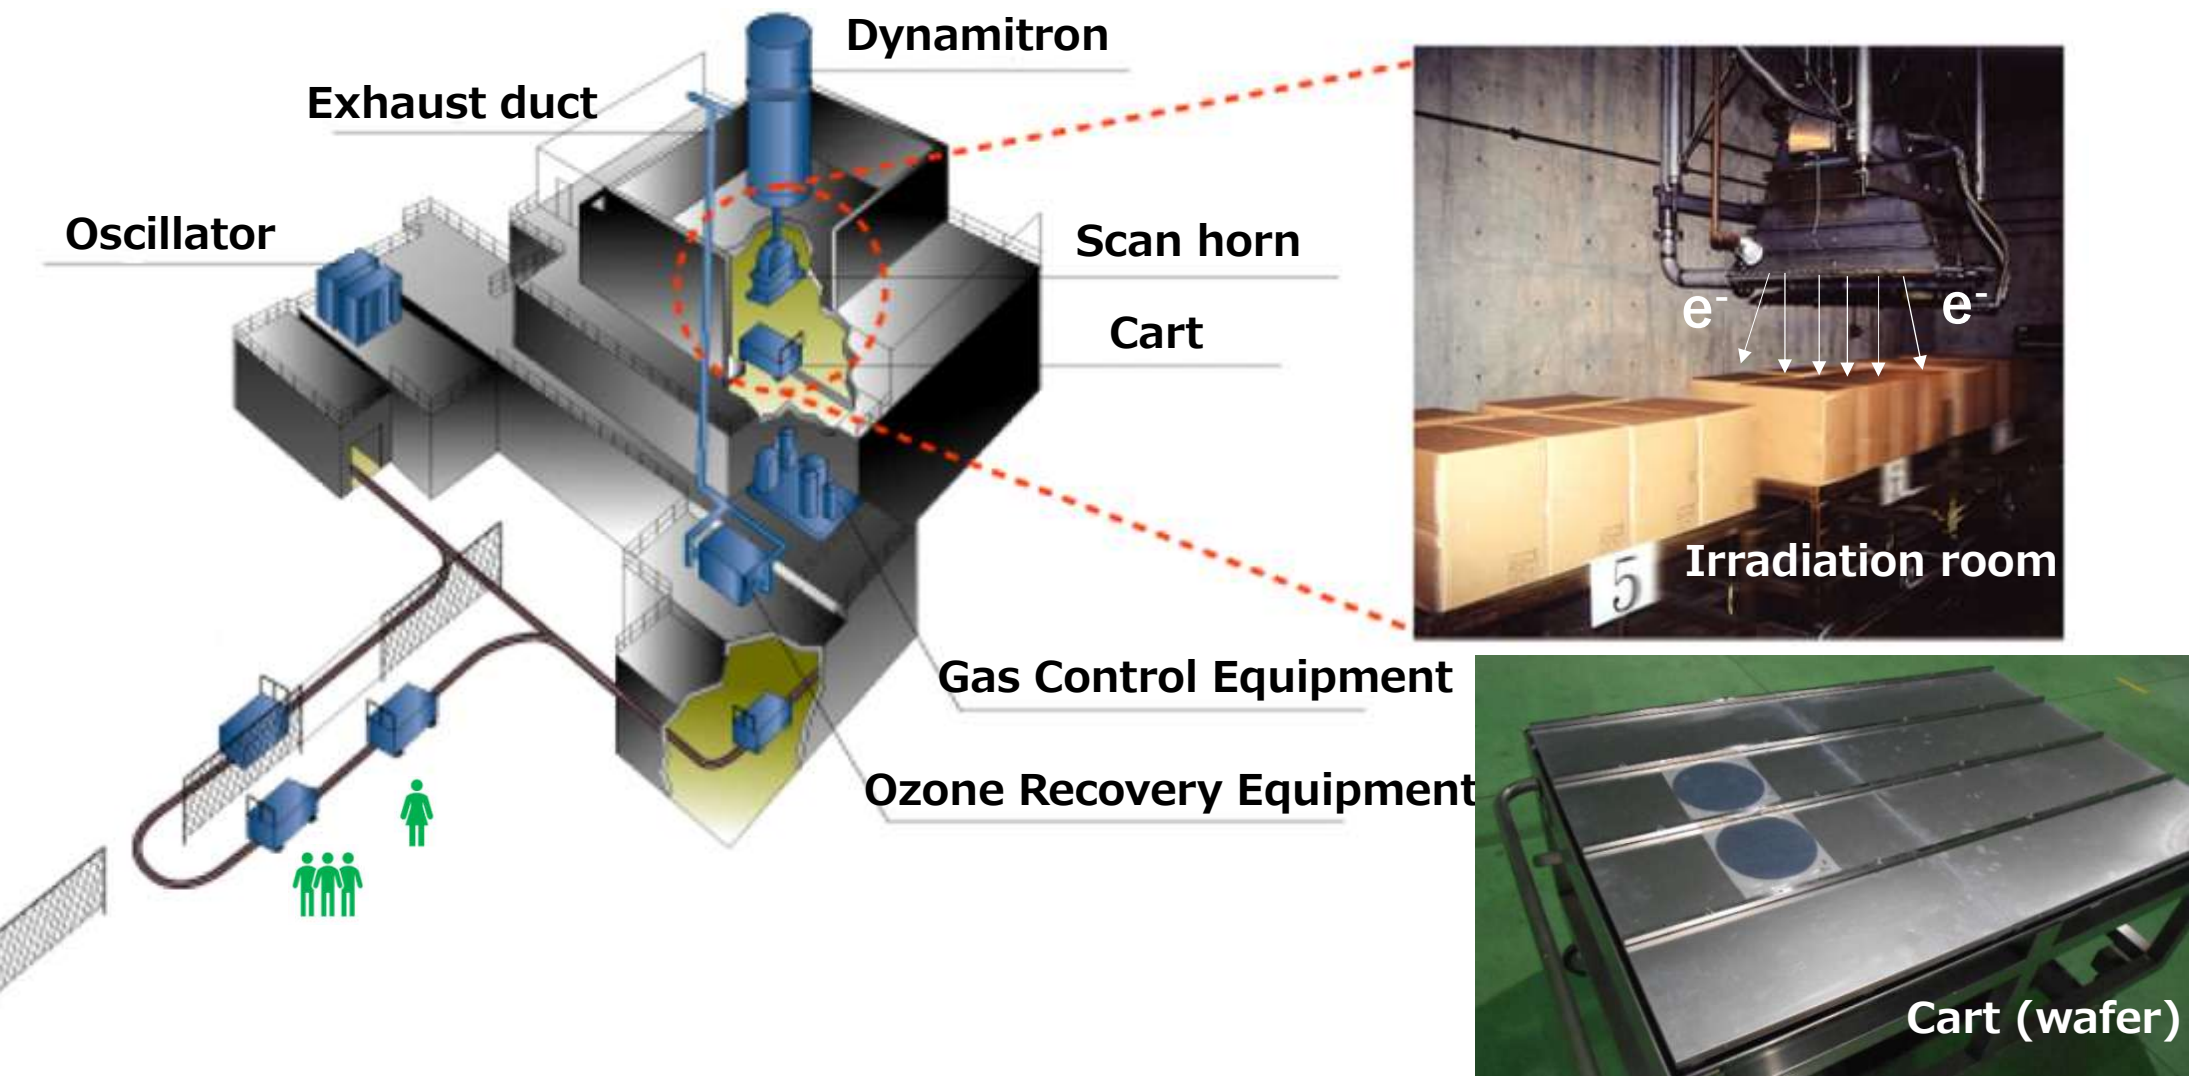 Dynamitron
Exhaust duct
Oscillator
Scan horn
Cart
e-
e-
5
Irradiation room
Gas Control Equipment
Ozone Recovery Equipment
Cart (wafer)